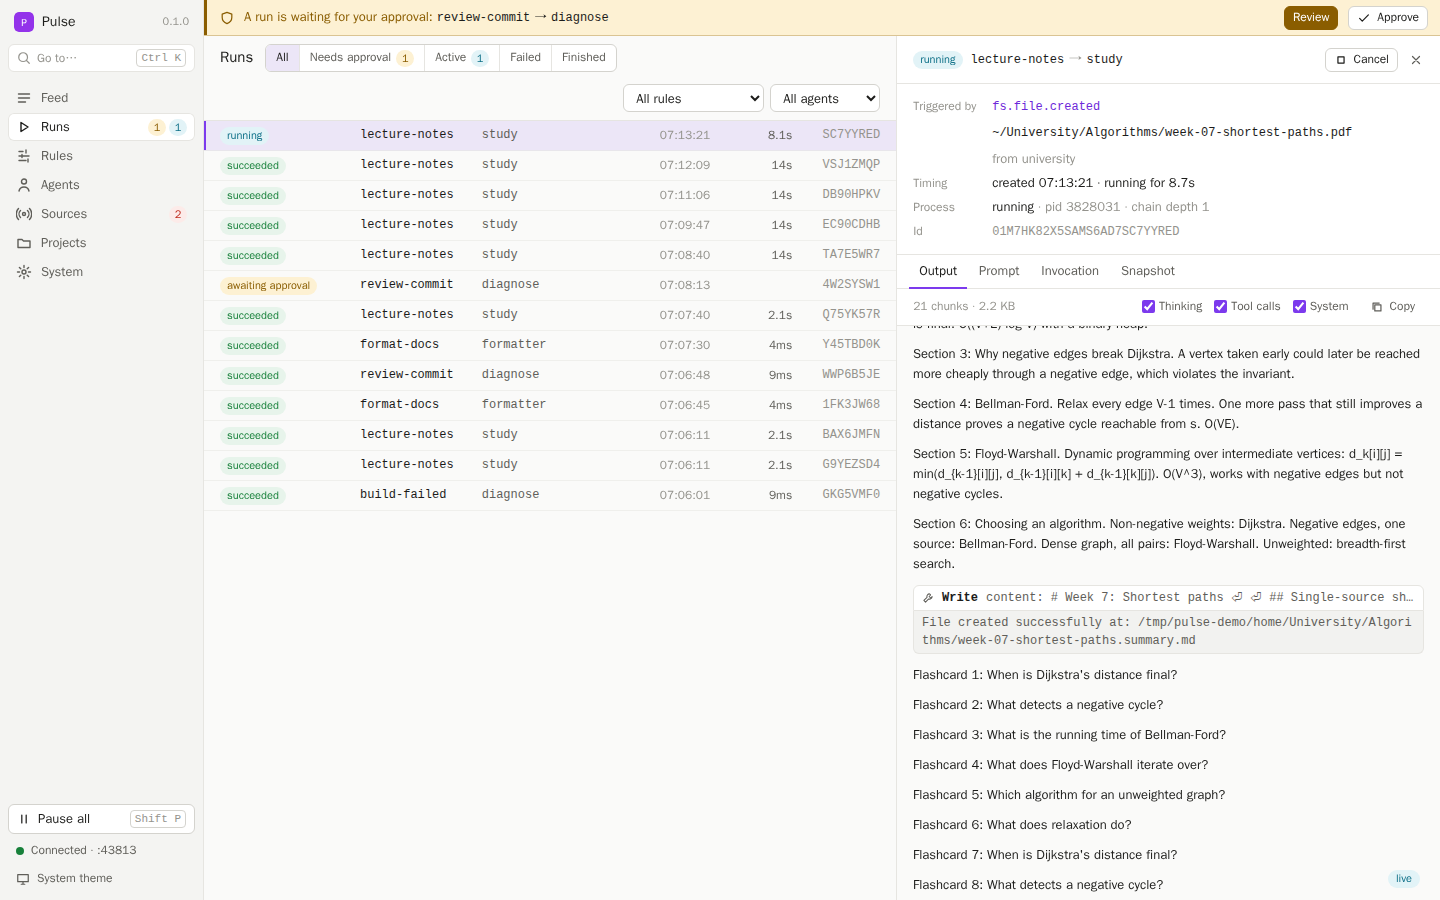 P Pulse 0.1.0
Go to··· Ctrl K
Feed
Runs 1 1
Rules
Agents
Sources 2
Projects
System
Pause all Shift P
Connected · :43813
System theme
A run is waiting for your approval: review-commit → diagnose Review Approve
Runs All Needs approval 1 Active 1 Failed Finished
All rules All agents
running lecture-notes study 07:13:21 8.1s SC7YYRED
succeeded lecture-notes study 07:12:09 14s VSJ1ZMQP
succeeded lecture-notes study 07:11:06 14s DB90HPKV
succeeded lecture-notes study 07:09:47 14s EC90CDHB
succeeded lecture-notes study 07:08:40 14s TA7E5WR7
awaiting approval review-commit diagnose 07:08:13 4W2SYSW1
succeeded lecture-notes study 07:07:40 2.1s Q75YK57R
succeeded format-docs formatter 07:07:30 4ms Y45TBD0K
succeeded review-commit diagnose 07:06:48 9ms WWP6B5JE
succeeded format-docs formatter 07:06:45 4ms 1FK3JW68
succeeded lecture-notes study 07:06:11 2.1s BAX6JMFN
succeeded lecture-notes study 07:06:11 2.1s G9YEZSD4
succeeded build-failed diagnose 07:06:01 9ms GKG5VMF0
running lecture-notes → study Cancel
Triggered by fs.file.created
~/University/Algorithms/week-07-shortest-paths.pdf
from university
Timing created 07:13:21 · running for 8.7s
Process running · pid 3828031 · chain depth 1
Id 01M7HK82X5SAMS6AD7SC7YYRED
Output Prompt Invocation Snapshot
21 chunks · 2.2 KB Thinking Tool calls System Copy
is final. O((V+E) log V) with a binary heap.
Section 3: Why negative edges break Dijkstra. A vertex taken early could later be reached
more cheaply through a negative edge, which violates the invariant.
Section 4: Bellman-Ford. Relax every edge V-1 times. One more pass that still improves a
distance proves a negative cycle reachable from s. O(VE).
Section 5: Floyd-Warshall. Dynamic programming over intermediate vertices: d_k[i][j] =
min(d_{k-1}[i][j], d_{k-1}[i][k] + d_{k-1}[k][j]). O(V^3), works with negative edges but not
negative cycles.
Section 6: Choosing an algorithm. Non-negative weights: Dijkstra. Negative edges, one
source: Bellman-Ford. Dense graph, all pairs: Floyd-Warshall. Unweighted: breadth-first
search.
Write content: # Week 7: Shortest paths ⏎ ⏎ ## Single-source sh…
File created successfully at: /tmp/pulse-demo/home/University/Algori
thms/week-07-shortest-paths.summary.md
Flashcard 1: When is Dijkstra's distance final?
Flashcard 2: What detects a negative cycle?
Flashcard 3: What is the running time of Bellman-Ford?
Flashcard 4: What does Floyd-Warshall iterate over?
Flashcard 5: Which algorithm for an unweighted graph?
Flashcard 6: What does relaxation do?
Flashcard 7: When is Dijkstra's distance final?
Flashcard 8: What detects a negative cycle?
live